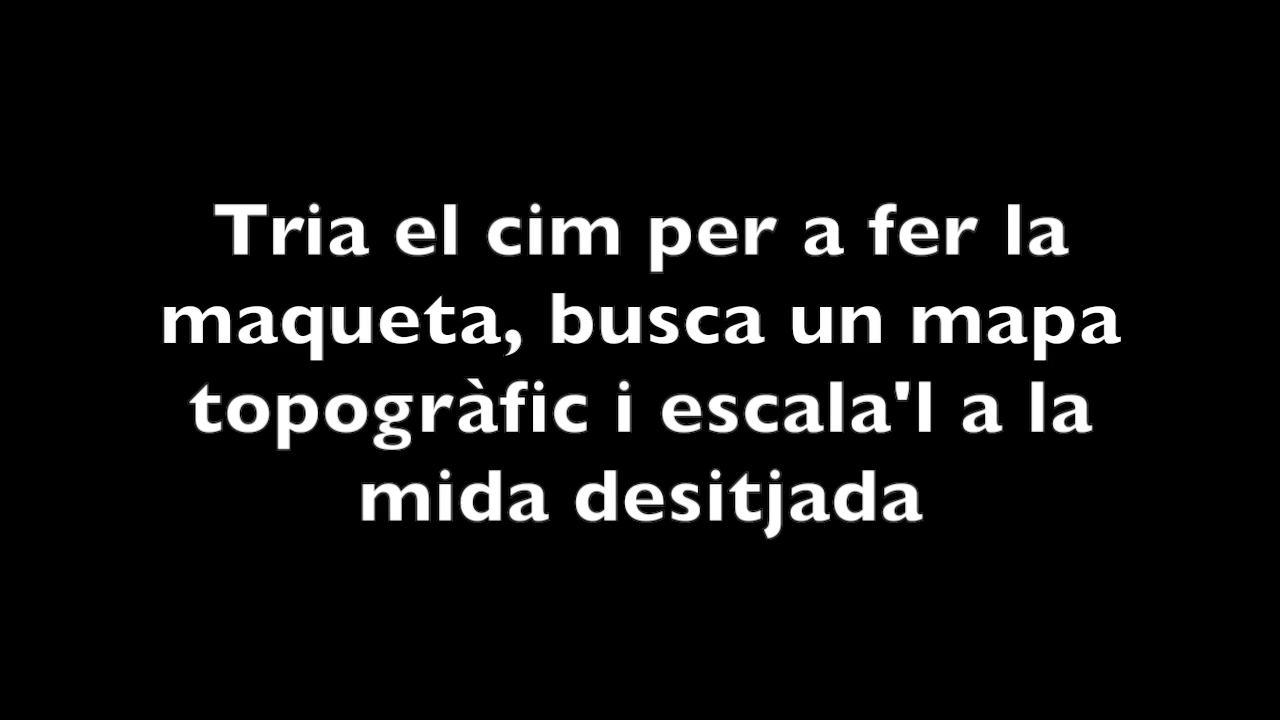 Tria el cim per a fer la
maqueta, busca un mapa
topogràfic i escala'l a la
mida desitjada